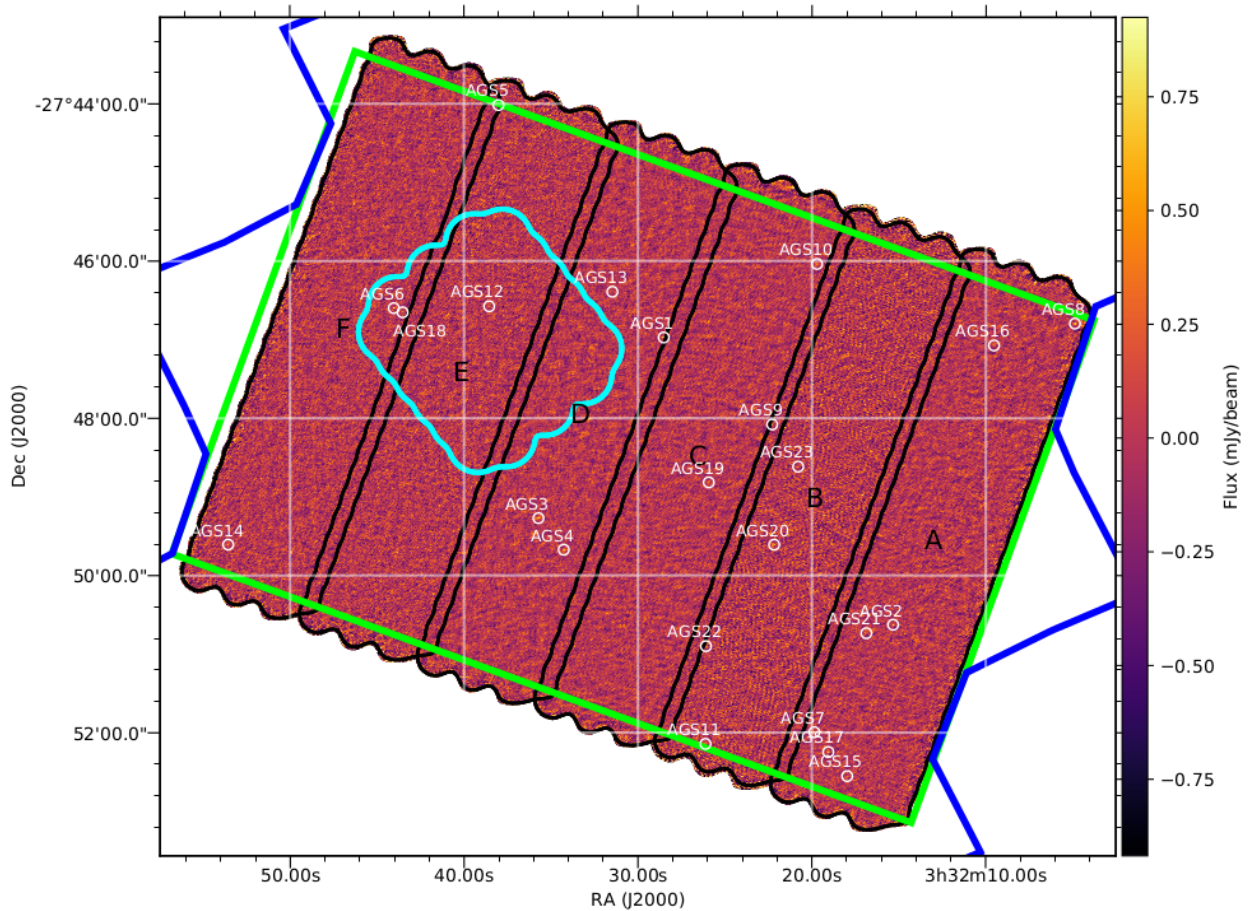 AGS5
-27°44'00.0"
0.75
0.50
AGS10
46'00.0"
AGS13
AGS6
AGS12
AGS8
0.25
AGS18
AGS1
AGS16
F
E
Flux (mJy/beam)
0.00
Dec (J2000)
D
AGS9
48'00.0"
C
AGS23
AGS19
B
AGS3
AGS14
AGS4
AGS20
A
−0.25
50'00.0"
AGS22
AGS21
AGS2
−0.50
AGS11
AGS7
52'00.0"
AGS17
AGS15
−0.75
50.00s
40.00s
30.00s
20.00s
3h32m10.00s
RA (J2000)